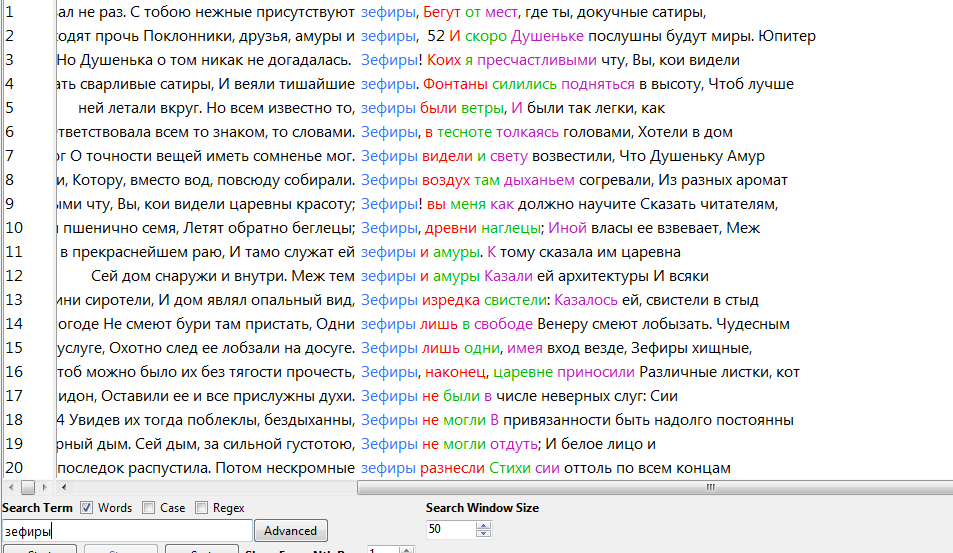 1 вал не раз. С тобою нежные присутствуют зефиры, Бегут от мест, где ты, докучные сатиры,
2 ходят прочь Поклонники, друзья, амуры и зефиры, 52 И скоро Душеньке послушны будут миры. Юпитер
3 Но Душенька о том никак не догадалась. Зефиры! Коих я пресчастливыми чту, Вы, кои видели
4 ать сварливые сатиры, И веяли тишайшие зефиры. Фонтаны силились подняться в высоту, Чтоб лучше
5 ней летали вкруг. Но всем известно то, зефиры были ветры, И были так легки, как
6 ответствовала всем то знаком, то словами. Зефиры, в тесноте толкаясь головами, Хотели в дом
7 ог О точности вещей иметь сомненье мог. Зефиры видели и свету возвестили, Что Душеньку Амур
8 и, Котору, вместо вод, повсюду собирали. Зефиры воздух там дыханьем согревали, Из разных аромат
9 ыми чту, Вы, кои видели царевны красоту; Зефиры! вы меня как должно научите Сказать читателям,
10 пшенично семя, Летят обратно беглецы; Зефиры, древни наглецы; Иной власы ее взвевает, Меж
11 в прекраснейшем раю, И тамо служат ей зефиры и амуры. К тому сказала им царевна
12 Сей дом снаружи и внутри. Меж тем зефиры и амуры Казали ей архитектуры И всяки
13 ини сиротели, И дом являл опальный вид, Зефиры изредка свистели: Казалось ей, свистели в стыд
14 огоде Не смеют бури там пристать, Одни зефиры лишь в свободе Венеру смеют лобызать. Чудесным
15 услуге, Охотно след ее лобзали на досуге. Зефиры лишь одни, имея вход везде, Зефиры хищные,
16 тоб можно было их без тягости прочесть, Зефиры, наконец, царевне приносили Различные листки, кот
17 идон, Оставили ее и все прислужны духи. Зефиры не были в числе неверных слуг: Сии
18 4 Увидев их тогда поблеклы, бездыханны, Зефиры не могли В привязанности быть надолго постоянны
19 рный дым. Сей дым, за сильной густотою, Зефиры не могли отдуть; И белое лицо и
20 последок распустила. Потом нескромные зефиры разнесли Стихи сии оттоль по всем концам
Search Term Words Case Regex Search Window Size
зефиры Advanced 50